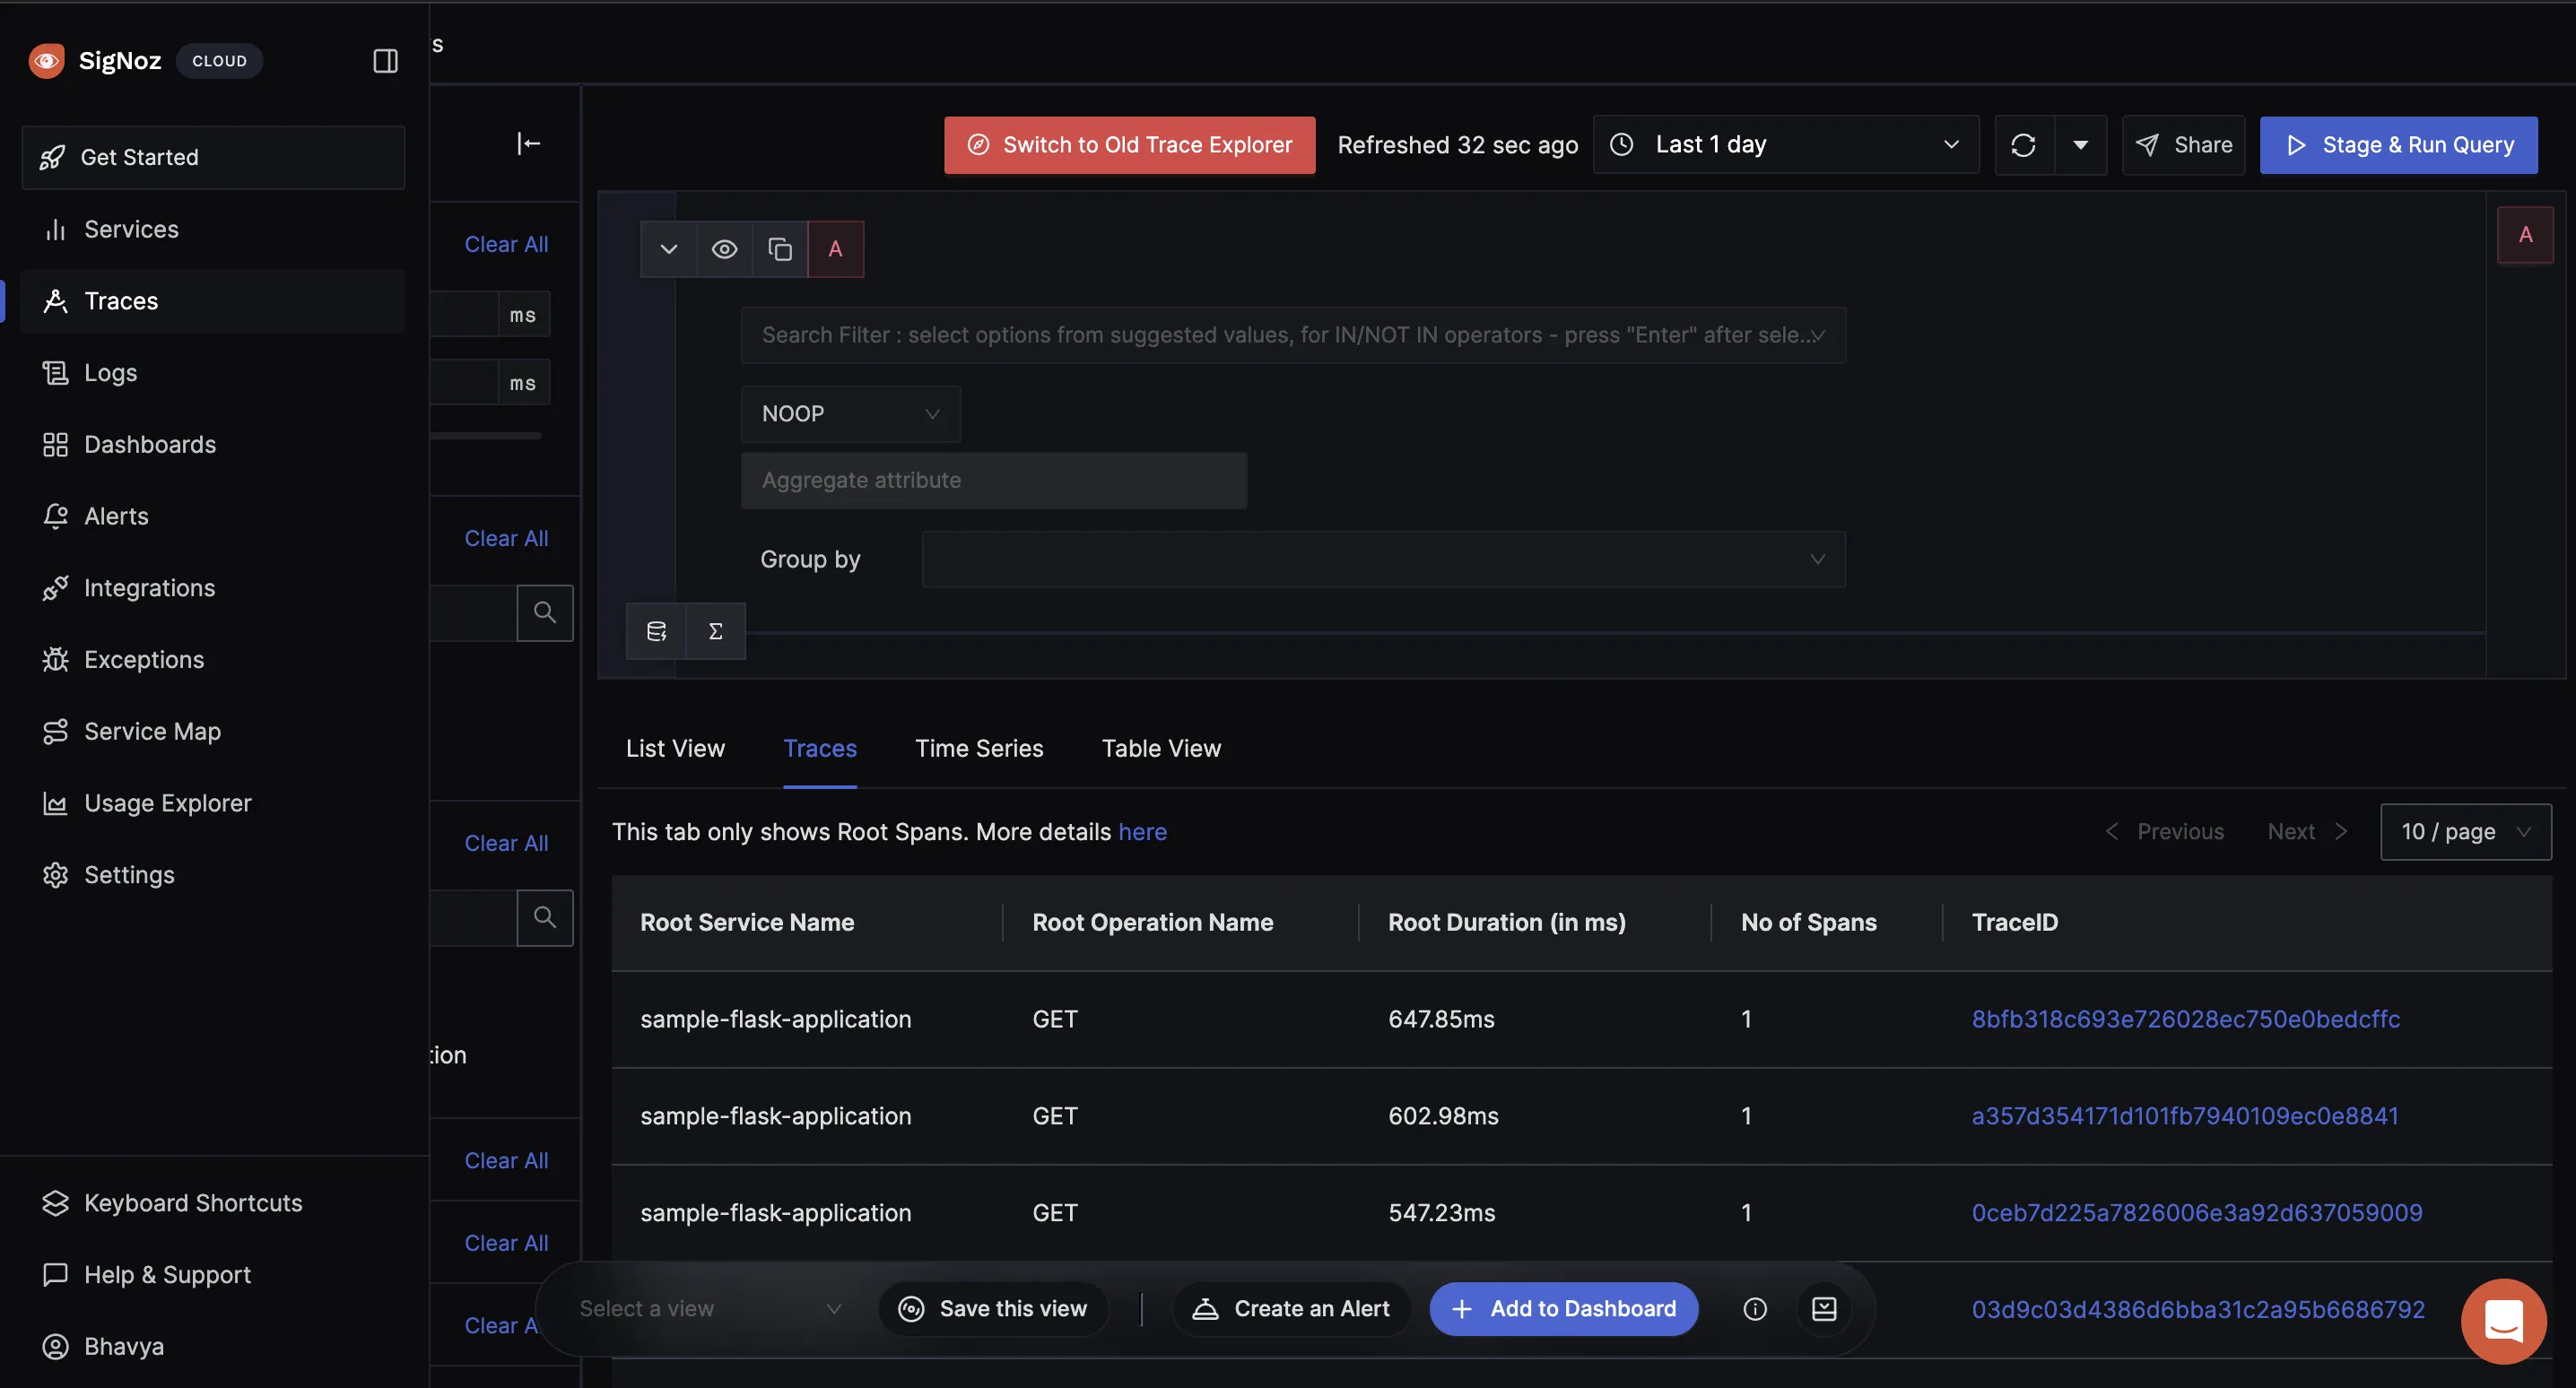 SigNoz CLOUD
s
Get Started
Services
Traces
Logs
Dashboards
Alerts
Integrations
Exceptions
Service Map
Usage Explorer
Settings
Keyboard Shortcuts
Help & Support
Bhavya
Clear All
ms
ms
Clear All
Clear All
tion
Clear All
Clear All
Clear A
Switch to Old Trace Explorer
Refreshed 32 sec ago
Last 1 day
Share
Stage & Run Query
A
A
Search Filter : select options from suggested values, for IN/NOT IN operators - press "Enter" after sele...
NOOP
Aggregate attribute
Group by
Σ
List View Traces Time Series Table View
This tab only shows Root Spans. More details here
Previous Next 10 / page
Root Service Name Root Operation Name Root Duration (in ms) No of Spans TraceID
sample-flask-application GET 647.85ms 1 8bfb318c693e726028ec750e0bedcffc
sample-flask-application GET 602.98ms 1 a357d354171d101fb7940109ec0e8841
sample-flask-application GET 547.23ms 1 0ceb7d225a7826006e3a92d637059009
03d9c03d4386d6bba31c2a95b6686792
Select a view Save this view Create an Alert + Add to Dashboard